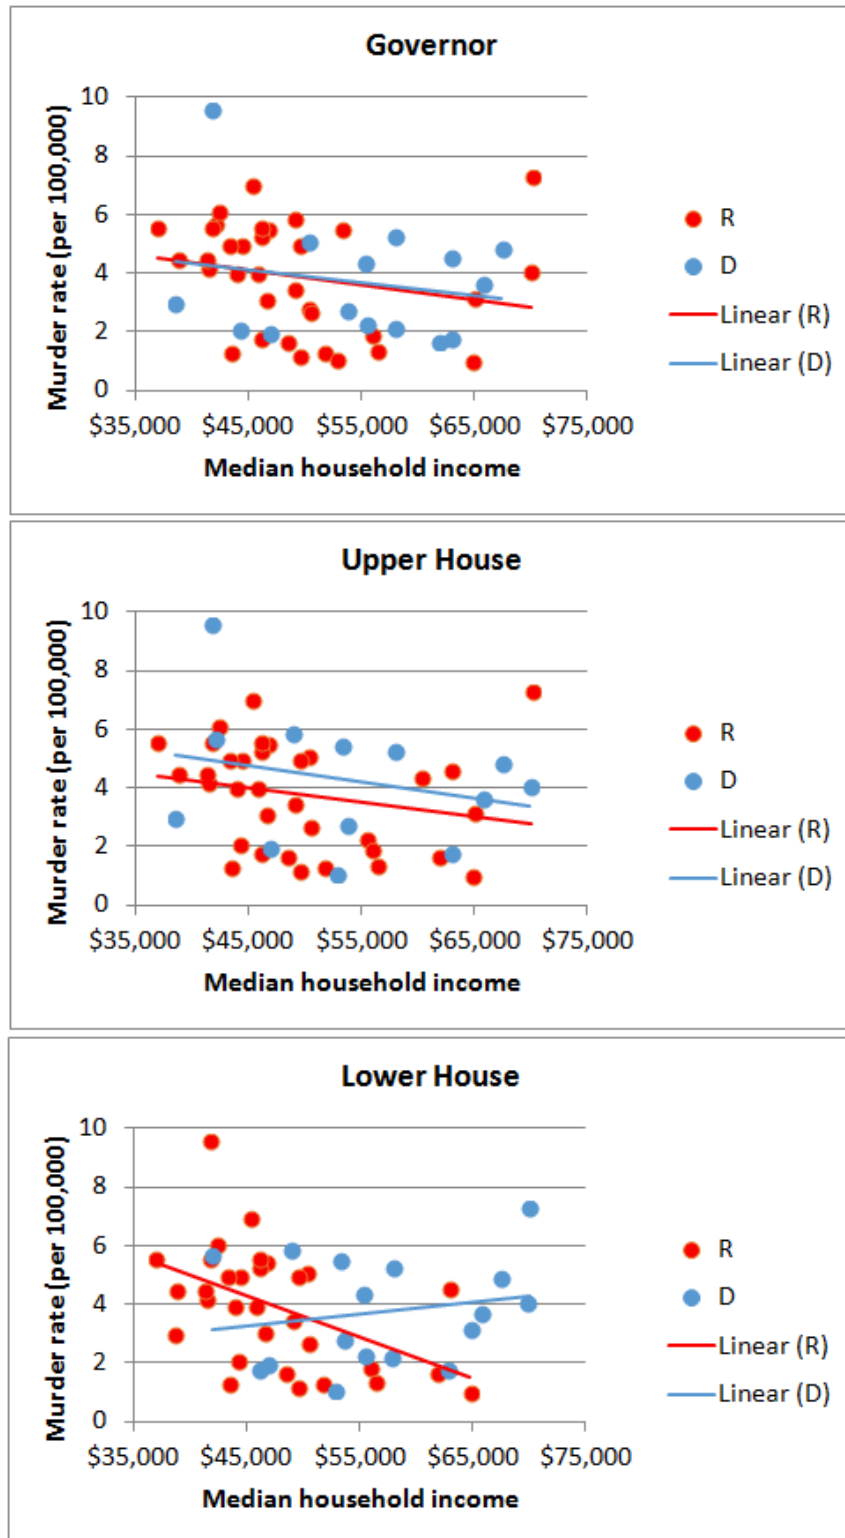 Governor
Murder rate (per 100,000)
10
8
6
4
2
0
$35,000 $45,000 $55,000 $65,000 $75,000
Median household income
R
D
Linear (R)
Linear (D)
Upper House
Murder rate (per 100,000)
10
8
6
4
2
0
$35,000 $45,000 $55,000 $65,000 $75,000
Median household income
R
D
Linear (R)
Linear (D)
Lower House
Murder rate (per 100,000)
10
8
6
4
2
0
$35,000 $45,000 $55,000 $65,000 $75,000
Median household income
R
D
Linear (R)
Linear (D)